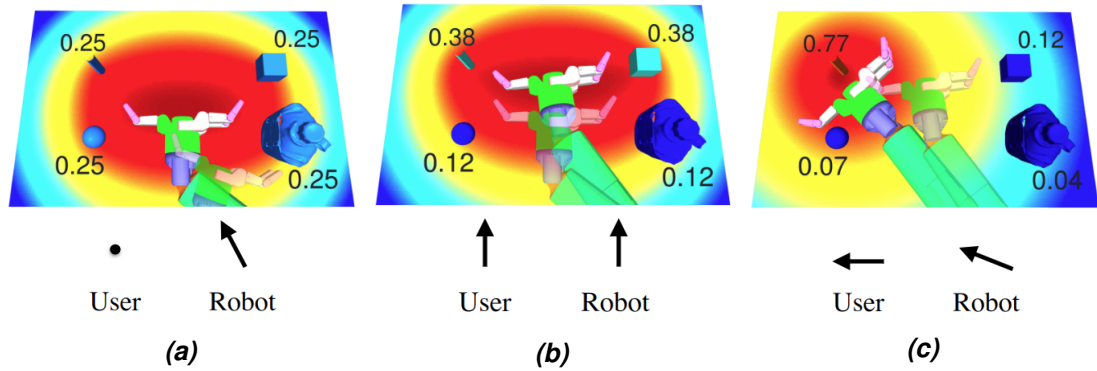 0.25 0.25
0.25 0.25
User Robot
(a)
0.38 0.38
0.12 0.12
User Robot
(b)
0.77 0.12
0.07 0.04
User Robot
(c)